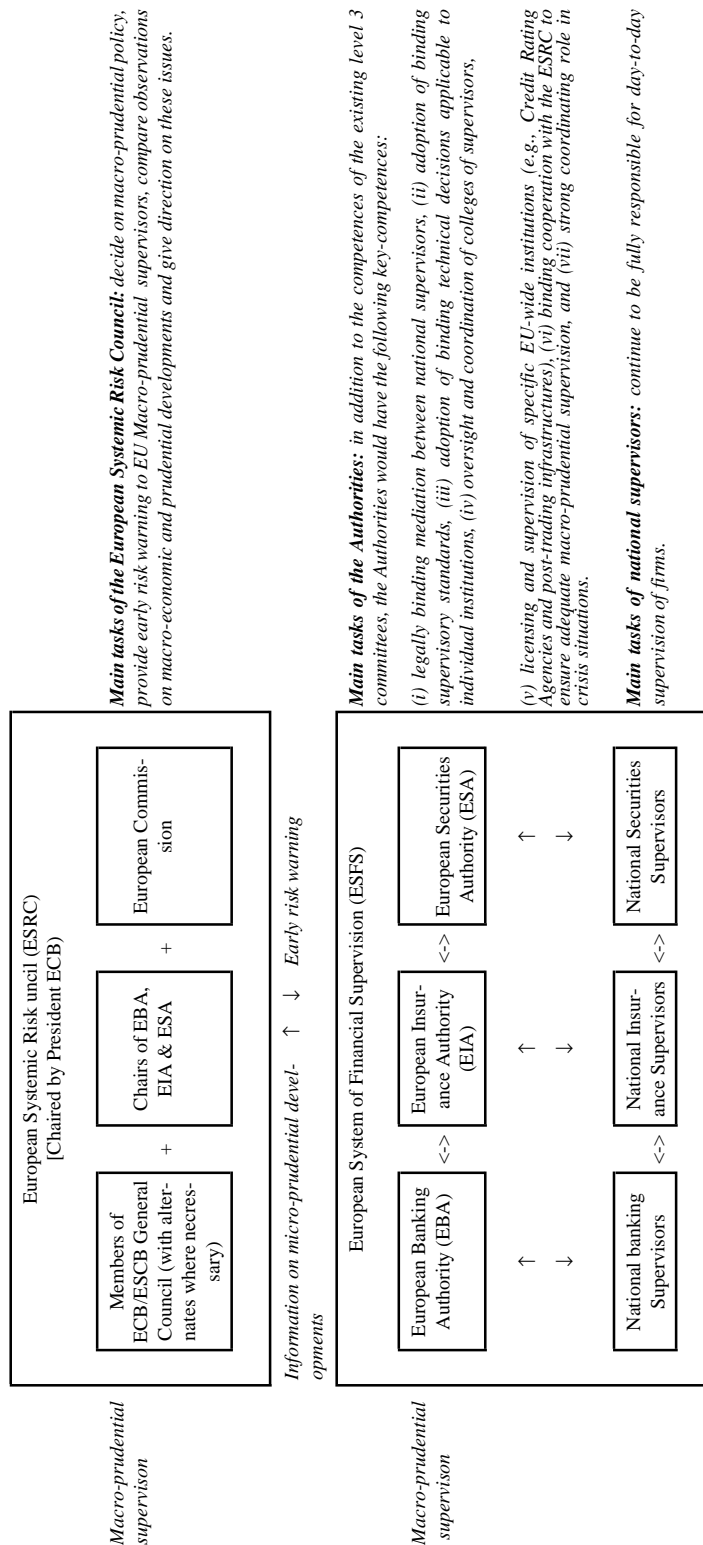 Macro-prudential
supervison
European Systemic Risk uncil (ESRC)
[Chaired by President ECB)
Members of
ECB/ESCB General
Council (with alter-
nates where necres-
sary)
+
Chairs of EBA,
EIA & ESA
+
European Commis-
sion
Main tasks of the European Systemic Risk Council: decide on macro-prudential policy,
provide early risk warning to EU Macro-prudential supervisors, compare observations
on macro-economic and prudential developments and give direction on these issues.
Information on micro-prudential devel-
opments
↑ ↓ Early risk warning
Macro-prudential
supervision
European System of Financial Supervision (ESFS)
European Banking
Authority (EBA)
<->
European Insur-
ance Authority
(EIA)
<->
European Securities
Authority (ESA)
↑ ↑ ↑
↓ ↓ ↓
National banking
Supervisors
<->
National Insur-
ance Supervisors
<->
National Securities
Supervisors
Main tasks of the Authorities: in addition to the competences of the existing level 3
committees, the Authorities would have the following key-competences:
(i) legally binding mediation between national supervisors, (ii) adoption of binding
supervisory standards, (iii) adoption of binding technical decisions applicable to
individual institutions, (iv) oversight and coordination of colleges of supervisors,
(v) licensing and supervision of specific EU-wide institutions (e.g., Credit Rating
Agencies and post-trading infrastructures), (vi) binding cooperation with the ESRC to
ensure adequate macro-prudential supervision, and (vii) strong coordinating role in
crisis situations.
Main tasks of national supervisors: continue to be fully responsible for day-to-day
supervision of firms.